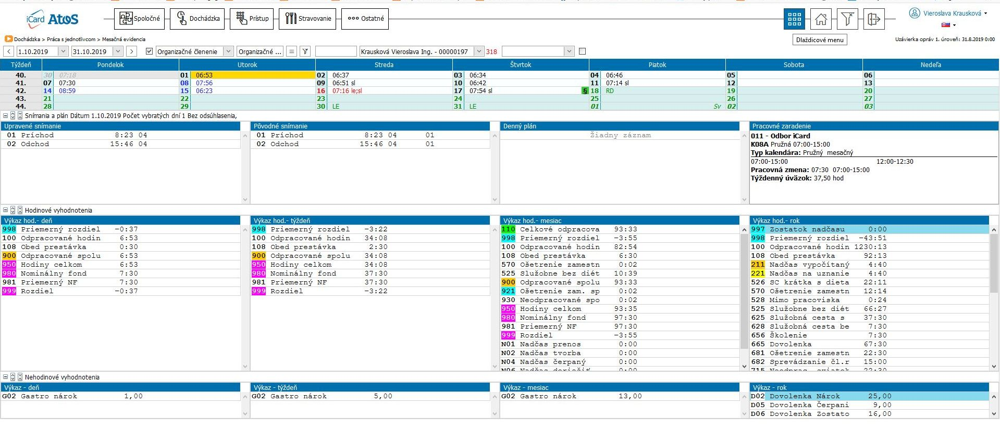 iCard Atos
Spoločné Dochádzka Prístup Stravovanie Ostatné
Vieroslava Krausková
Dochádzka > Práca s jednotlivcom > Mesačná evidencia
Dlaždicové menu
Uzávierka opráv 1. úroveń: 31.8.2019 0:00
1.10.2019 31.10.2019 Organizačné členenie Organizačné ... Krausková Vieroslava Ing. - 00000197 318
Týždeń Pondelok Utorok Streda Štvrtok Piatok Sobota Nedeľa
40. 30 07:18 01 06:53 02 06:37 03 06:34 04 06:46 05 06
41. 07 07:30 08 07:56 09 06:51 sl 10 06:42 11 07:14 sl 12 13
42. 14 08:59 15 06:23 16 07:16 le;sl 17 07:54 sl § 18 RD 19 20
43. 21 22 23 24 25 26 27
44. 28 29 30 LE 31 LE 01 Sv 02 03
Snímania a plán Dátum 1.10.2019 Počet vybratých dní 1 Bez odsúhlasenia,
Upravené snímanie
01 Príchod 8:23 04
02 Odchod 15:46 04
Pôvodné snímanie
01 Príchod 8:23 04 01
02 Odchod 15:46 04 01
Denný plán
Žiadny záznam
Pracovné zaradenie
011 - Odbor iCard
K08A Pružná 07:00-15:00
Typ kalendára: Pružný mesačný
07:00-15:00 12:00-12:30
Pracovná zmena: 07:30 07:00-15:00
Týždenný úväzok: 37,50 hod
Hodinové vyhodnotenia
Výkaz hod.- deň
998 Priemerný rozdiel -0:37
100 Odpracované hodin 6:53
108 Obed prestávka 0:30
900 Odpracované spolu 6:53
950 Hodiny celkom 6:53
980 Nominálny fond 7:30
981 Priemerný NF 7:30
999 Rozdiel -0:37
Výkaz hod.- týždeň
998 Priemerný rozdiel -3:22
100 Odpracované hodin 34:08
108 Obed prestávka 2:30
900 Odpracované spolu 34:08
950 Hodiny celkom 34:08
980 Nominálny fond 37:30
981 Priemerný NF 37:30
999 Rozdiel -3:22
Výkaz hod.- mesiac
110 Celkové odpracova 93:33
998 Priemerný rozdiel -3:55
100 Odpracované hodin 82:54
108 Obed prestávka 6:30
570 Ošetrenie zamestn 0:02
525 Služobne bez diét 10:39
900 Odpracované spolu 93:33
921 Ošetrenie zam. sp 0:02
930 Neodpracované spo 0:02
950 Hodiny celkom 93:35
980 Nominálny fond 97:30
981 Priemerný NF 97:30
999 Rozdiel -3:55
N01 Nadčas prenos 0:00
N02 Nadčas tvorba 0:00
N04 Nadčas čerpaný 0:00
Výkaz hod.- rok
997 Zostatok nadčasu 0:00
998 Priemerný rozdiel -43:51
100 Odpracované hodin 1230:13
108 Obed prestávka 92:13
211 Nadčas vypočítaný 4:40
221 Nadčas na uznanie 4:40
526 SC krátka s dieta 22:11
570 Ošetrenie zamestn 12:14
528 Mimo pracoviska 0:24
525 Služobne bez diét 66:27
625 Služobná cesta s 37:30
628 Služobná cesta be 7:30
656 Školenie 7:30
665 Dovolenka 67:30
681 Ošetrenie zamestn 22:30
682 Sprevádzanie čl.r 15:00
Nehodinové vyhodnotenia
Výkaz - deň
G02 Gastro nárok 1,00
Výkaz - týždeň
G02 Gastro nárok 5,00
Výkaz - mesiac
G02 Gastro nárok 13,00
Výkaz - rok
D02 Dovolenka Nárok 25,00
D05 Dovolenka Čerpani 9,00
D06 Dovolenka Zostato 16,00